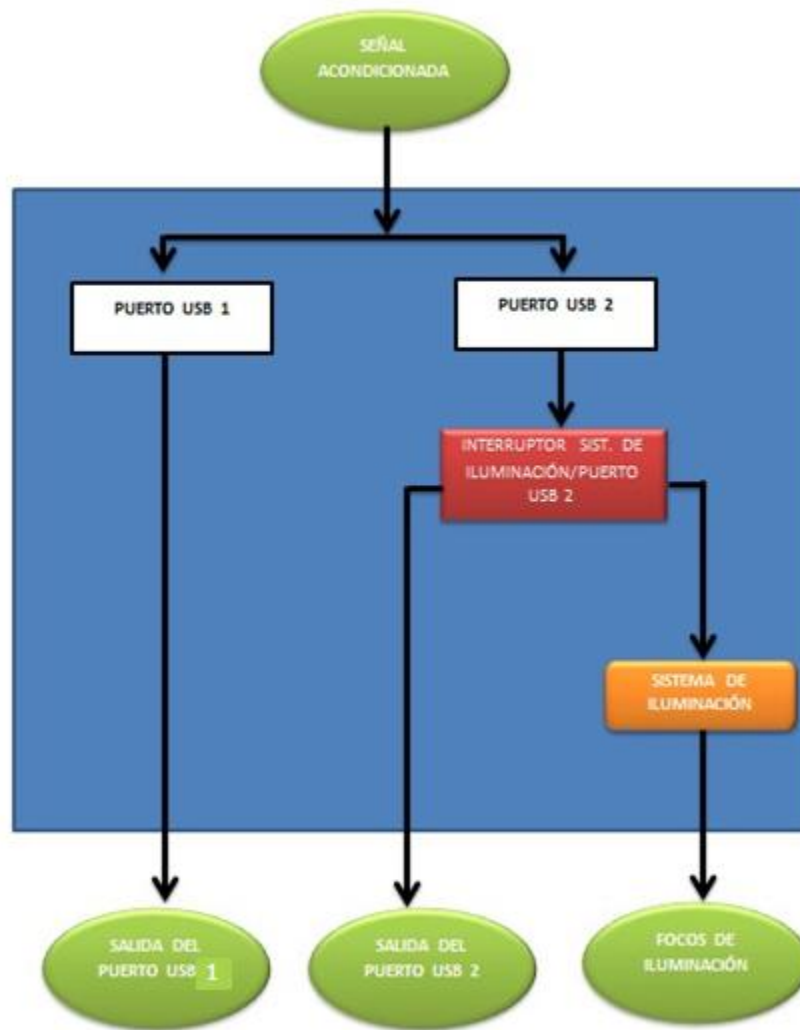 SEÑAL
ACONDICIONADA
PUERTO USB 1
PUERTO USB 2
INTERRUPTOR SIST. DE
ILUMINACIÓN/PUERTO
USB 2
SISTEMA DE
ILUMINACIÓN
SALIDA DEL
PUERTO USB 1
SALIDA DEL
PUERTO USB 2
FOCOS DE
ILUMINACIÓN